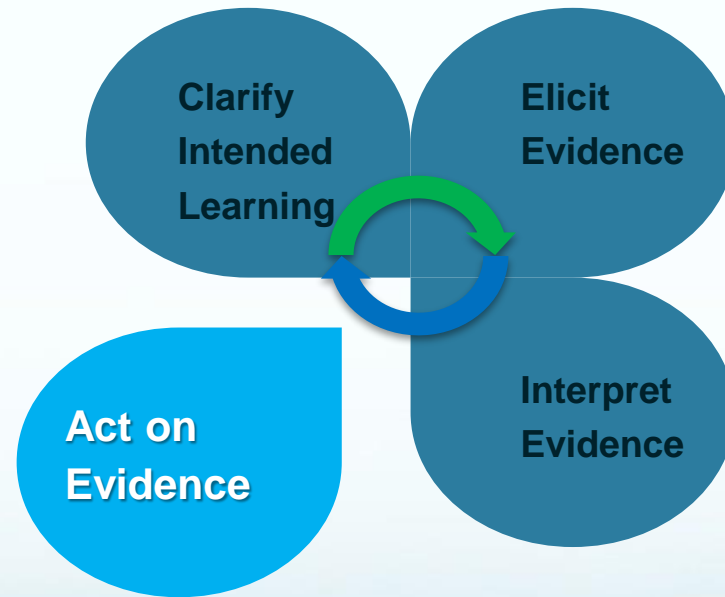 Clarify
Intended
Learning
Elicit
Evidence
Interpret
Evidence
Act on
Evidence